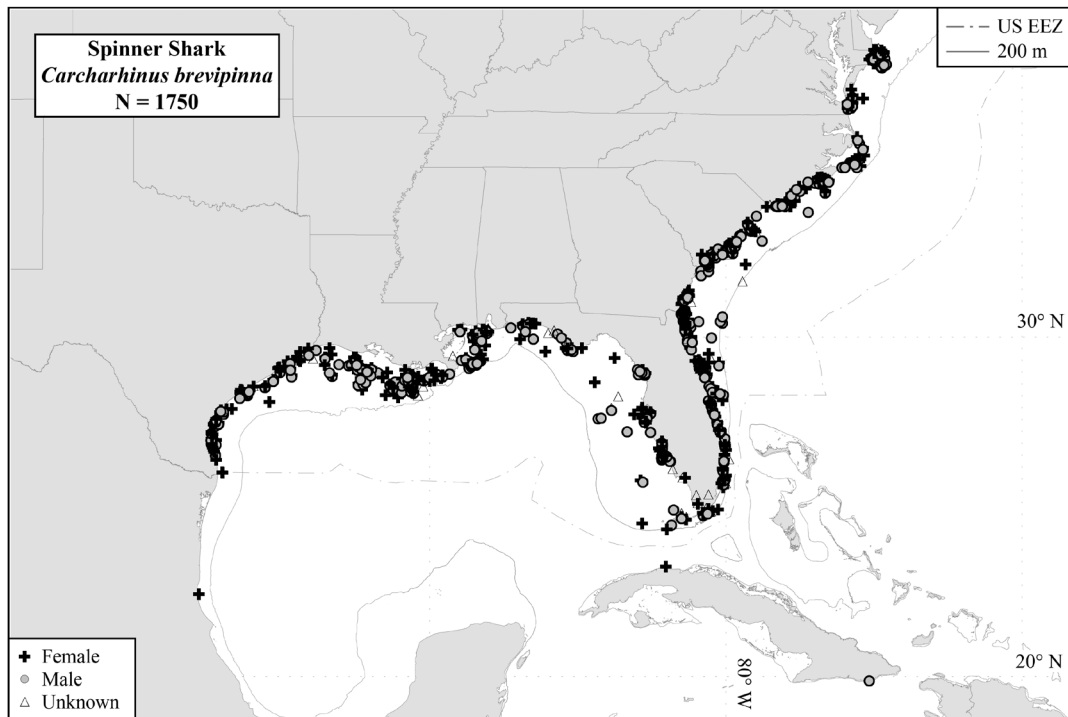 Spinner Shark
Carcharhinus brevipinna
N = 1750
US EEZ
200 m
30° N
20° N
80° W
Female
Male
Unknown